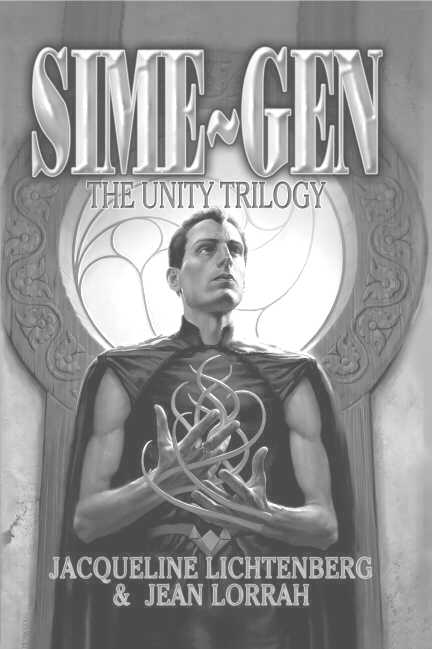 SIME~GEN
THE UNITY TRILOGY
JACQUELINE LICHTENBERG
& JEAN LORRAH